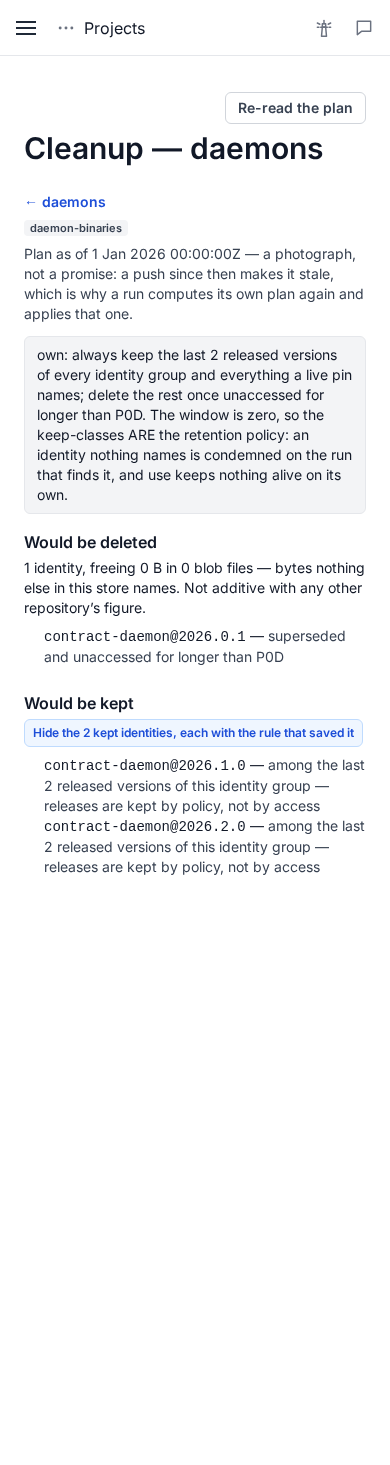 Projects
Re-read the plan
Cleanup — daemons
← daemons
daemon-binaries
Plan as of 1 Jan 2026 00:00:00Z — a photograph,
not a promise: a push since then makes it stale,
which is why a run computes its own plan again and
applies that one.
own: always keep the last 2 released versions
of every identity group and everything a live pin
names; delete the rest once unaccessed for
longer than P0D. The window is zero, so the
keep-classes ARE the retention policy: an
identity nothing names is condemned on the run
that finds it, and use keeps nothing alive on its
own.
Would be deleted
1 identity, freeing 0 B in 0 blob files — bytes nothing
else in this store names. Not additive with any other
repository’s figure.
contract-daemon@2026.0.1 — superseded
and unaccessed for longer than P0D
Would be kept
Hide the 2 kept identities, each with the rule that saved it
contract-daemon@2026.1.0 — among the last
2 released versions of this identity group —
releases are kept by policy, not by access
contract-daemon@2026.2.0 — among the last
2 released versions of this identity group —
releases are kept by policy, not by access